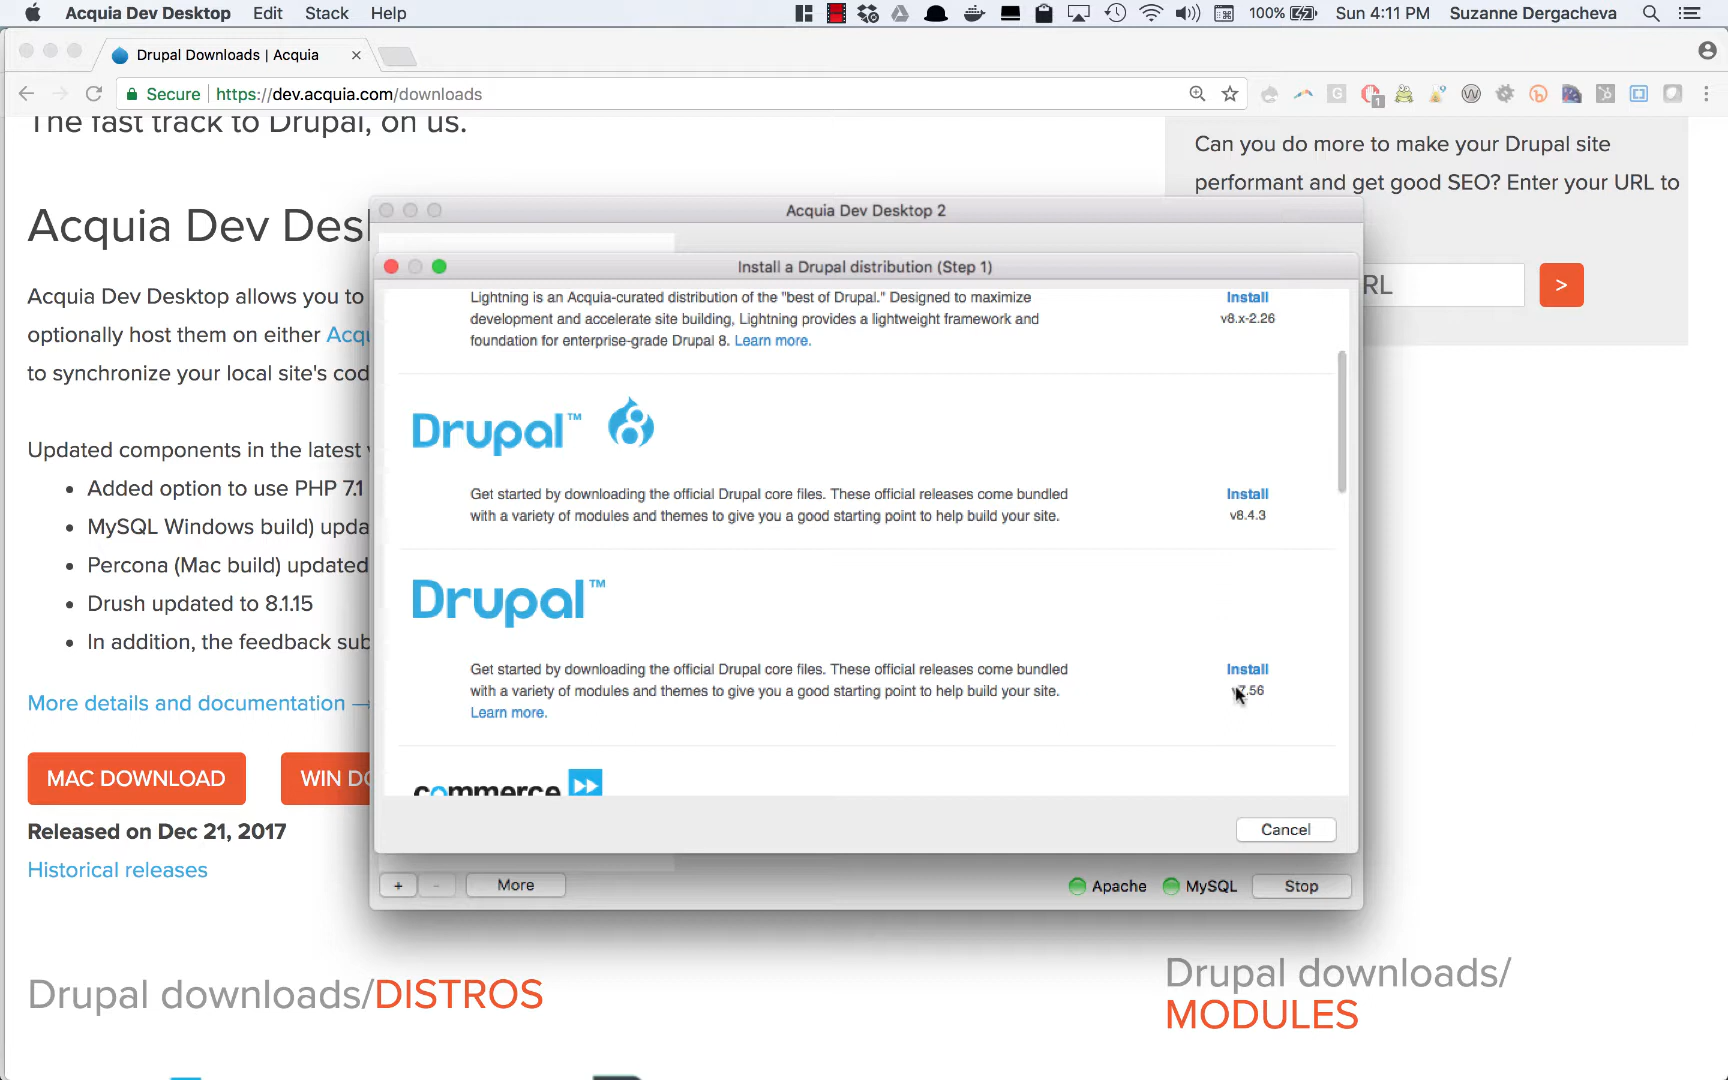 Acquia Dev Desktop Edit Stack Help 100% Sun 4:11 PM Suzanne Dergacheva
Drupal Downloads | Acquia
Secure https://dev.acquia.com/downloads
The fast track to Drupal, on us.
Can you do more to make your Drupal site
performant and get good SEO? Enter your URL to
RL >
Acquia Dev Desl
Acquia Dev Desktop allows you to
optionally host them on either Acqu
to synchronize your local site's cod
Updated components in the latest v
• Added option to use PHP 7.1
• MySQL Windows build) upda
• Percona (Mac build) updated
• Drush updated to 8.1.15
• In addition, the feedback sub
More details and documentation →
MAC DOWNLOAD WIN DO
Released on Dec 21, 2017
Historical releases
Acquia Dev Desktop 2
Install a Drupal distribution (Step 1)
Lightning is an Acquia-curated distribution of the "best of Drupal." Designed to maximize
development and accelerate site building, Lightning provides a lightweight framework and
foundation for enterprise-grade Drupal 8. Learn more.
Install
v8.x-2.26
Drupal™
Get started by downloading the official Drupal core files. These official releases come bundled
with a variety of modules and themes to give you a good starting point to help build your site.
Install
v8.4.3
Drupal™
Get started by downloading the official Drupal core files. These official releases come bundled
with a variety of modules and themes to give you a good starting point to help build your site.
Learn more.
Install
v7.56
commerce
Cancel
+ - More Apache MySQL Stop
Drupal downloads/DISTROS
Drupal downloads/
MODULES